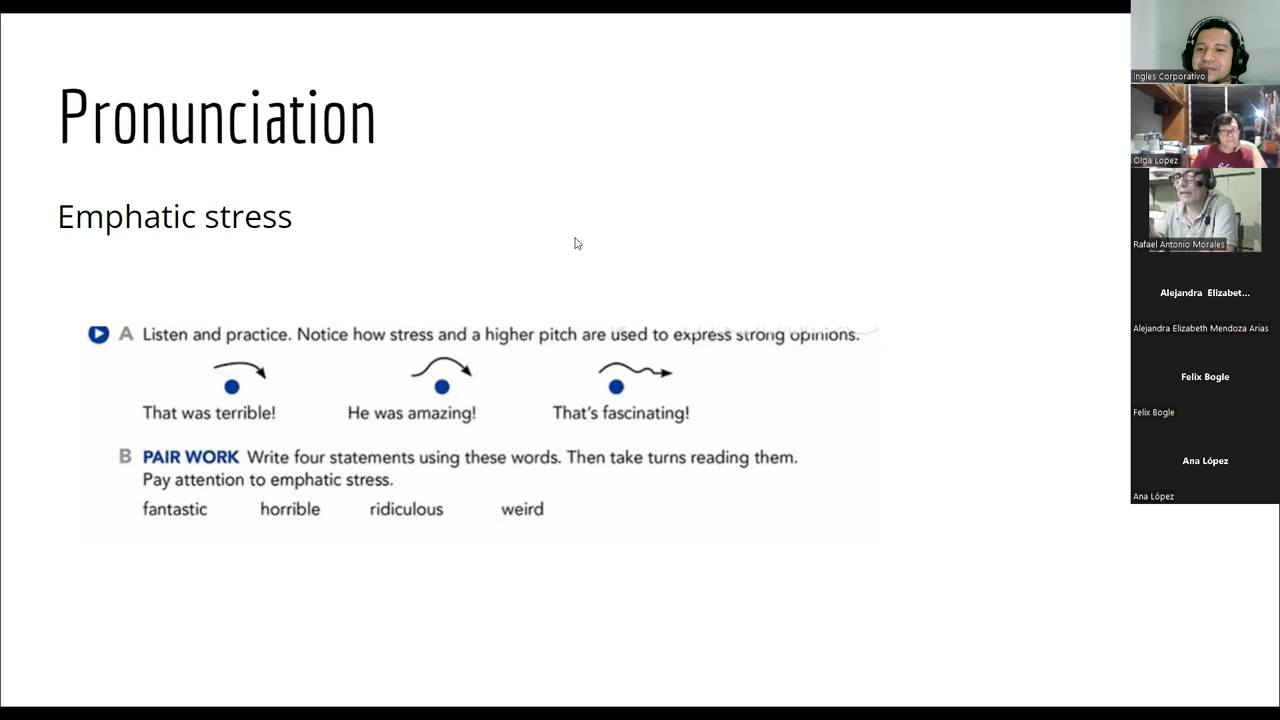 Pronunciation
Emphatic stress
A Listen and practice. Notice how stress and a higher pitch are used to express strong opinions.
That was terrible! He was amazing! That's fascinating!
B PAIR WORK Write four statements using these words. Then take turns reading them.
Pay attention to emphatic stress.
fantastic horrible ridiculous weird
Ingles Corporativo
Olga Lopez
Rafael Antonio Morales
Alejandra Elizabet...
Alejandra Elizabeth Mendoza Arias
Felix Bogle
Felix Bogle
Ana López
Ana López